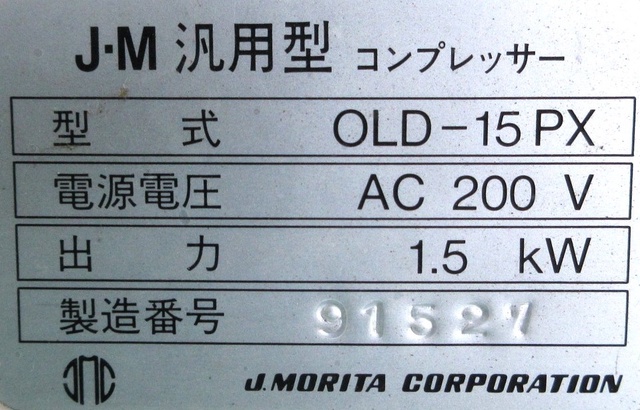 J·M 汎用型 コンプレッサー
型 式 OLD-15PX
電源電圧 AC 200 V
出 力 1.5 kW
製造番号 91527
JMC J.MORITA CORPORATION